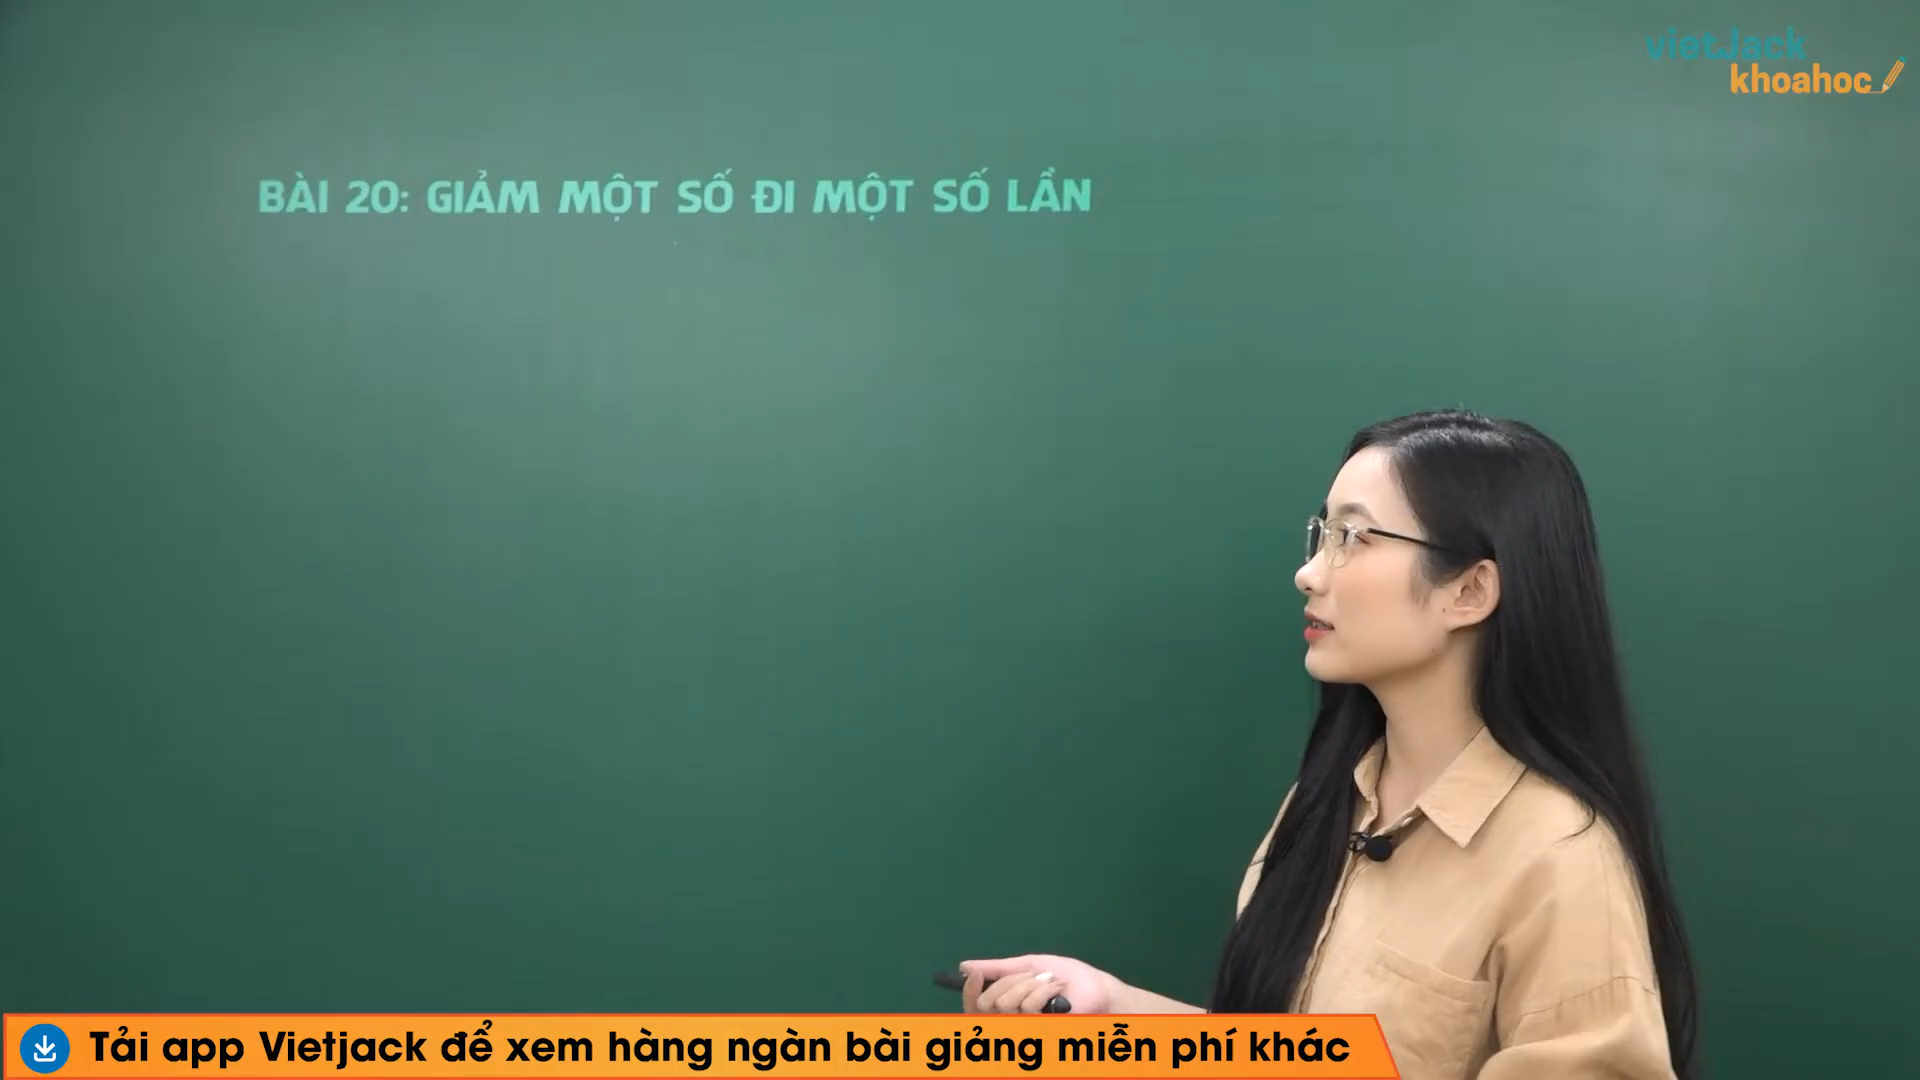 vietJack
khoahoc
BÀI 20: GIẢM MỘT SỐ ĐI MỘT SỐ LẦN
Tải app Vietjack để xem hàng ngàn bài giảng miễn phí khác